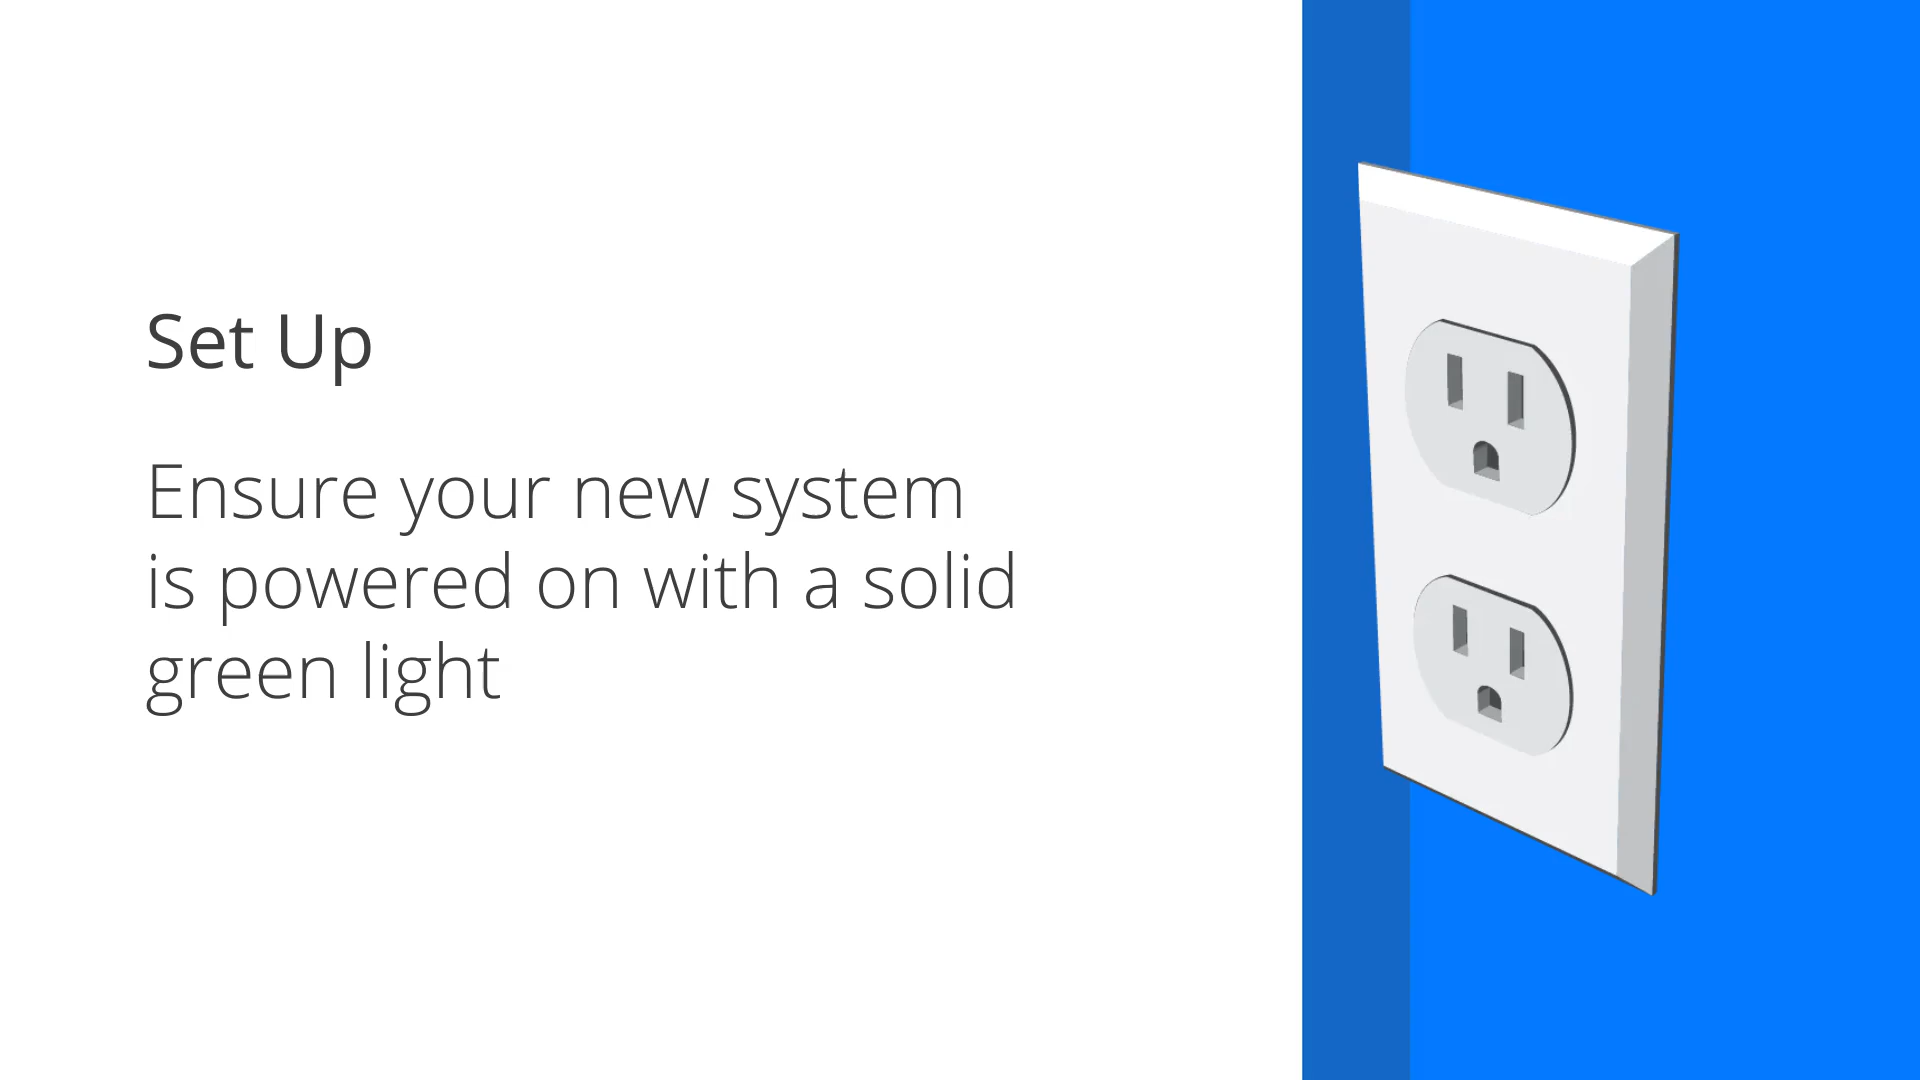 Set Up
Ensure your new system
is powered on with a solid
green light